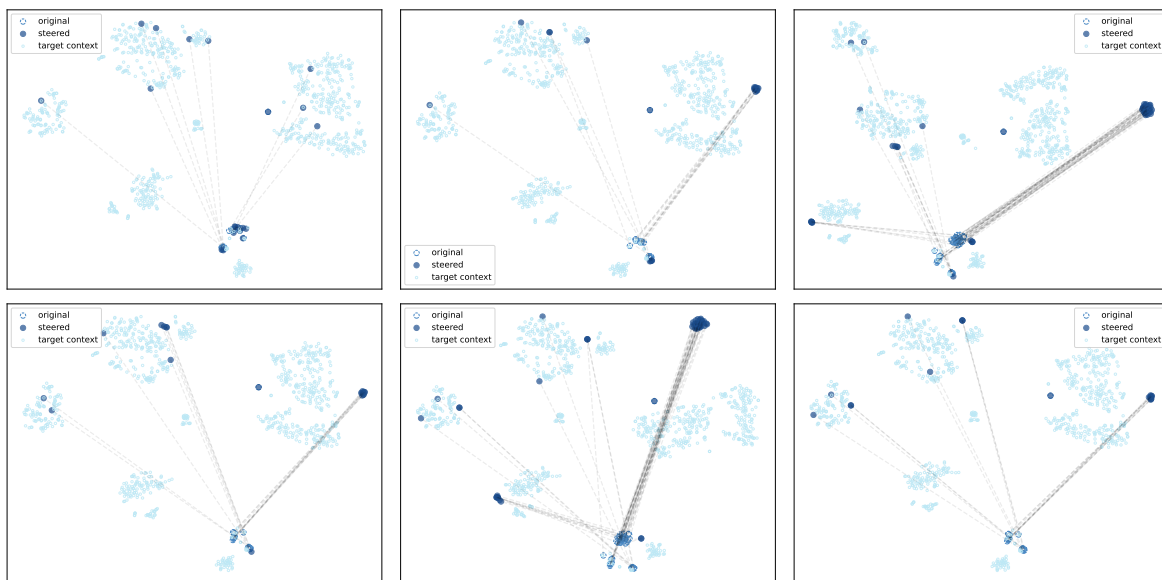 original
steered
target context
original
steered
target context
original
steered
target context
original
steered
target context
original
steered
target context
original
steered
target context